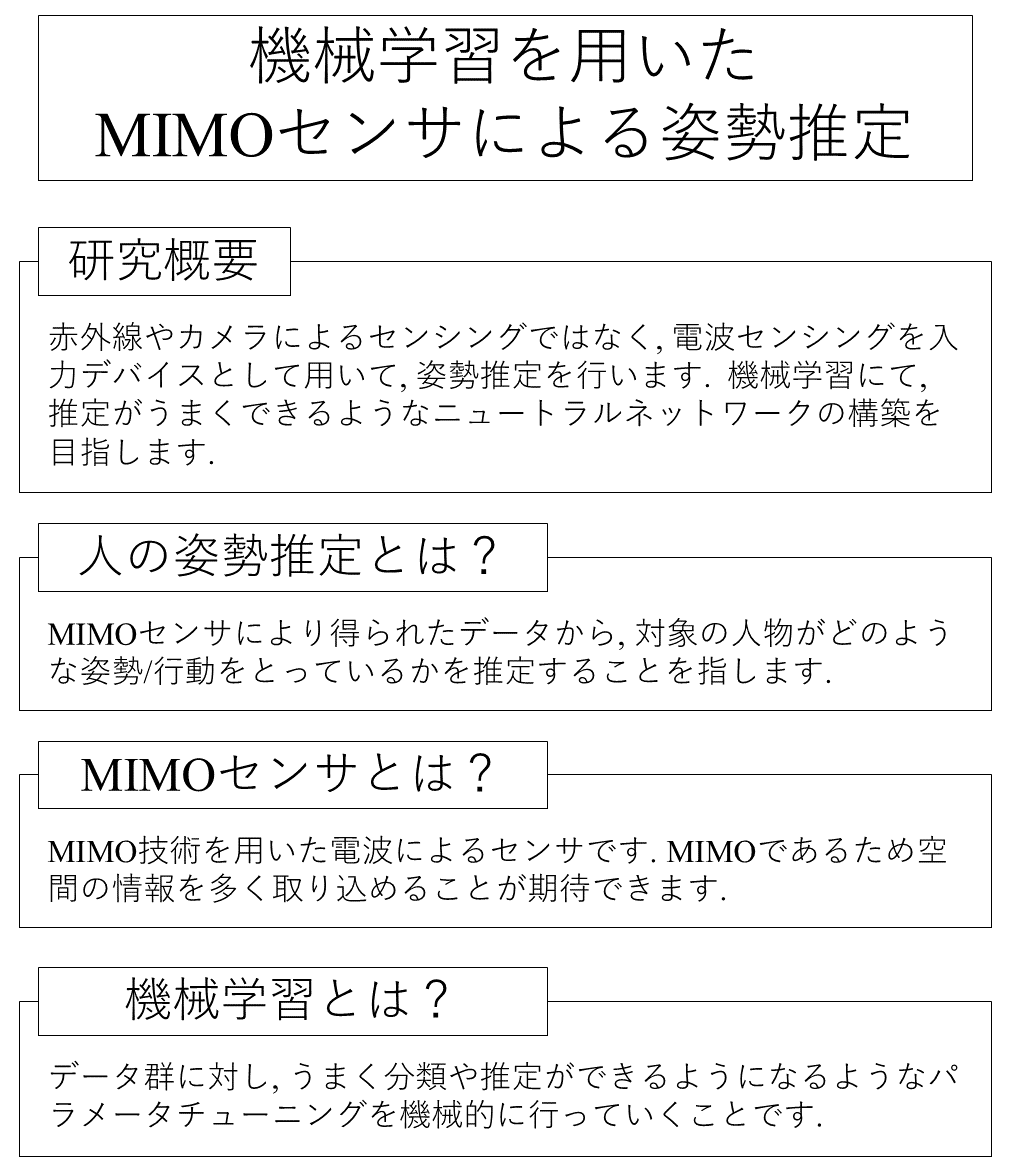 機械学習を用いた
MIMOセンサによる姿勢推定
研究概要
赤外線やカメラによるセンシングではなく, 電波センシングを入
力デバイスとして用いて, 姿勢推定を行います. 機械学習にて,
推定がうまくできるようなニュートラルネットワークの構築を
目指します.
人の姿勢推定とは？
MIMOセンサにより得られたデータから, 対象の人物がどのよう
な姿勢/行動をとっているかを推定することを指します.
MIMOセンサとは？
MIMO技術を用いた電波によるセンサです. MIMOであるため空
間の情報を多く取り込めることが期待できます.
機械学習とは？
データ群に対し, うまく分類や推定ができるようになるようなパ
ラメータチューニングを機械的に行っていくことです.